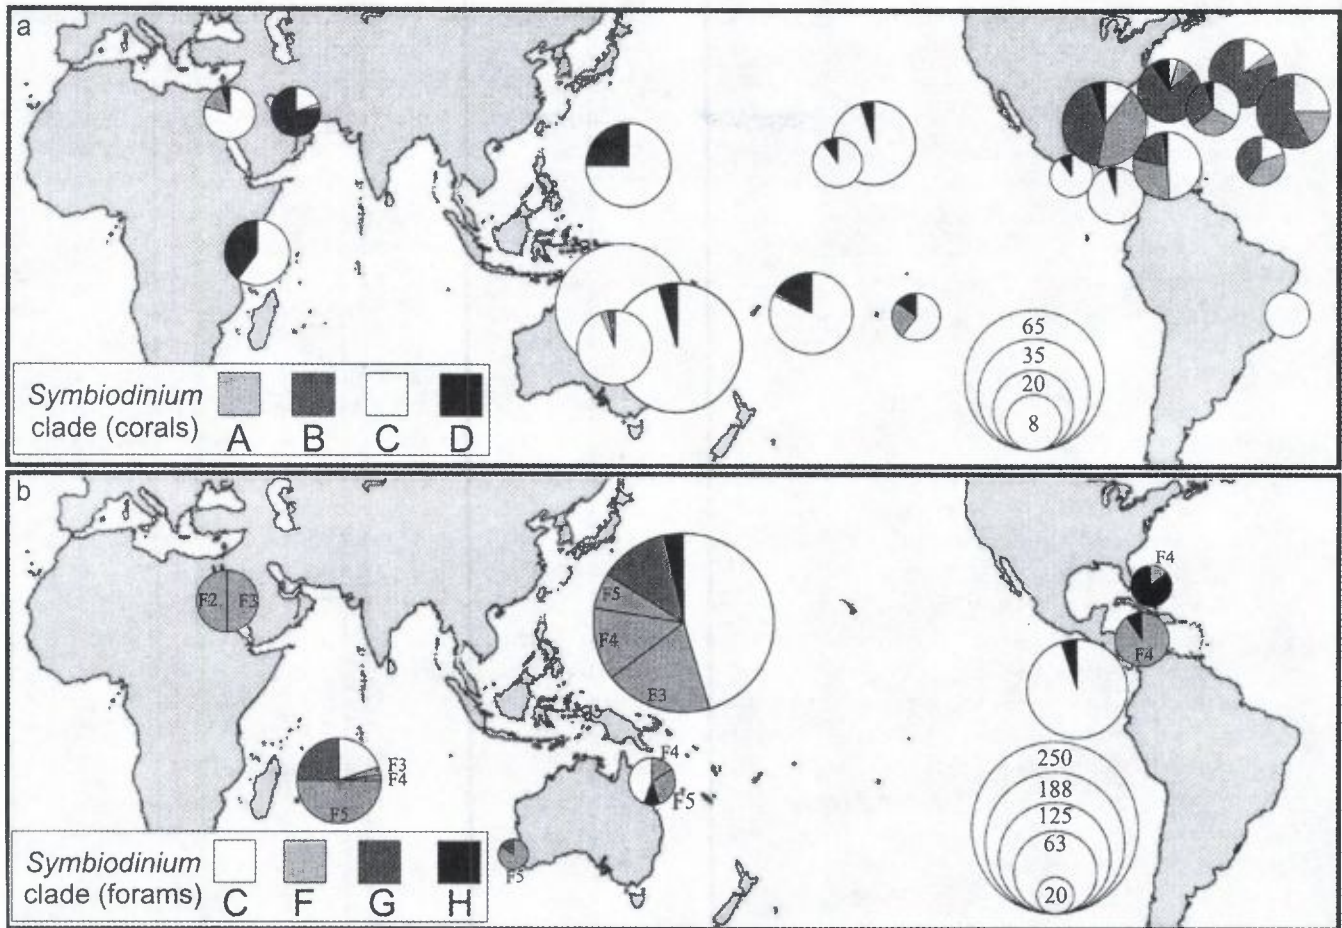 a
65
35
20
8
Symbiodinium
clade (corals)
A B C D
b
F2 F3
F4
F4
F5
F4
F3
F3
F4
F5
F4
F5
F5
250
188
125
63
20
Symbiodinium
clade (forams)
C F G H